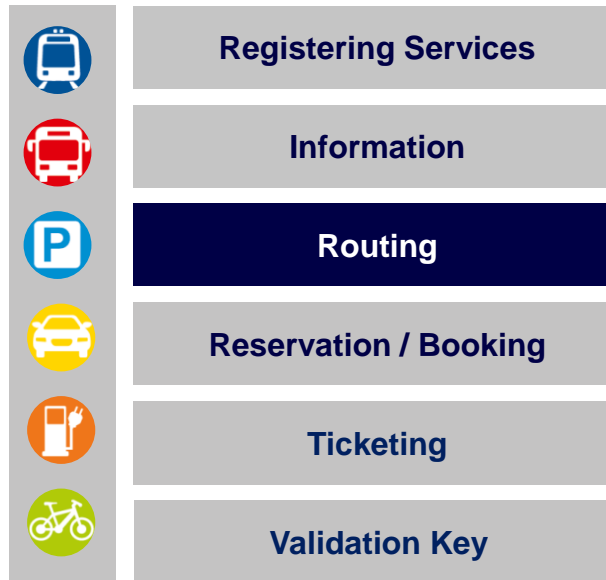 Registering Services
Information
P
Routing
Reservation / Booking
Ticketing
Validation Key